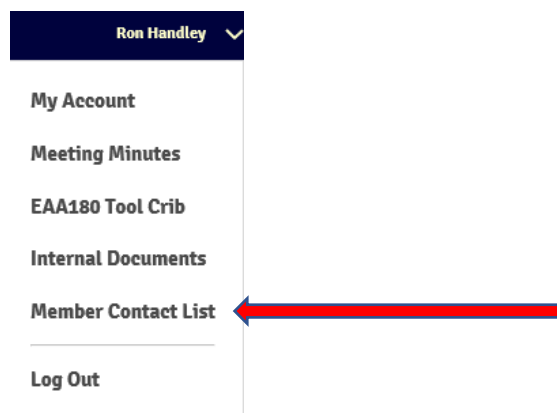 Ron Handley
My Account
Meeting Minutes
EAA180 Tool Crib
Internal Documents
Member Contact List
Log Out